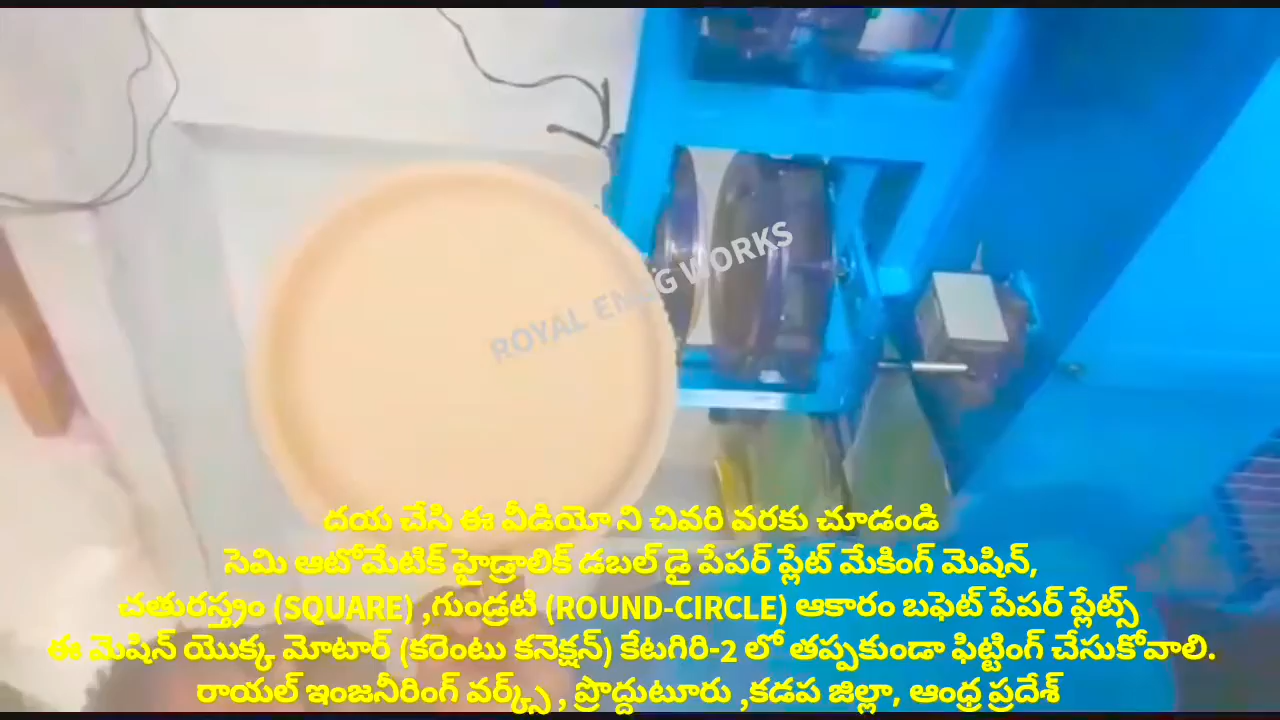 ROYAL ENGG WORKS
దయ చేసి ఈ వీడియో ని చివరి వరకు చూడండి
సెమి ఆటోమేటిక్ హైడ్రాలిక్ డబల్ డై పేపర్ ప్లేట్ మేకింగ్ మెషిన్,
చతురస్త్రం (SQUARE) ,గుండ్రటి (ROUND-CIRCLE) ఆకారం బఫెట్ పేపర్ ప్లేట్స్
ఈ మెషిన్ యొక్క మోటార్ (కరెంటు కనెక్షన్) కేటగిరి-2 లో తప్పకుండా ఫిట్టింగ్ చేసుకోవాలి.
రాయల్ ఇంజనీరింగ్ వర్క్స్ , ప్రొద్దుటూరు ,కడప జిల్లా, ఆంధ్ర ప్రదేశ్